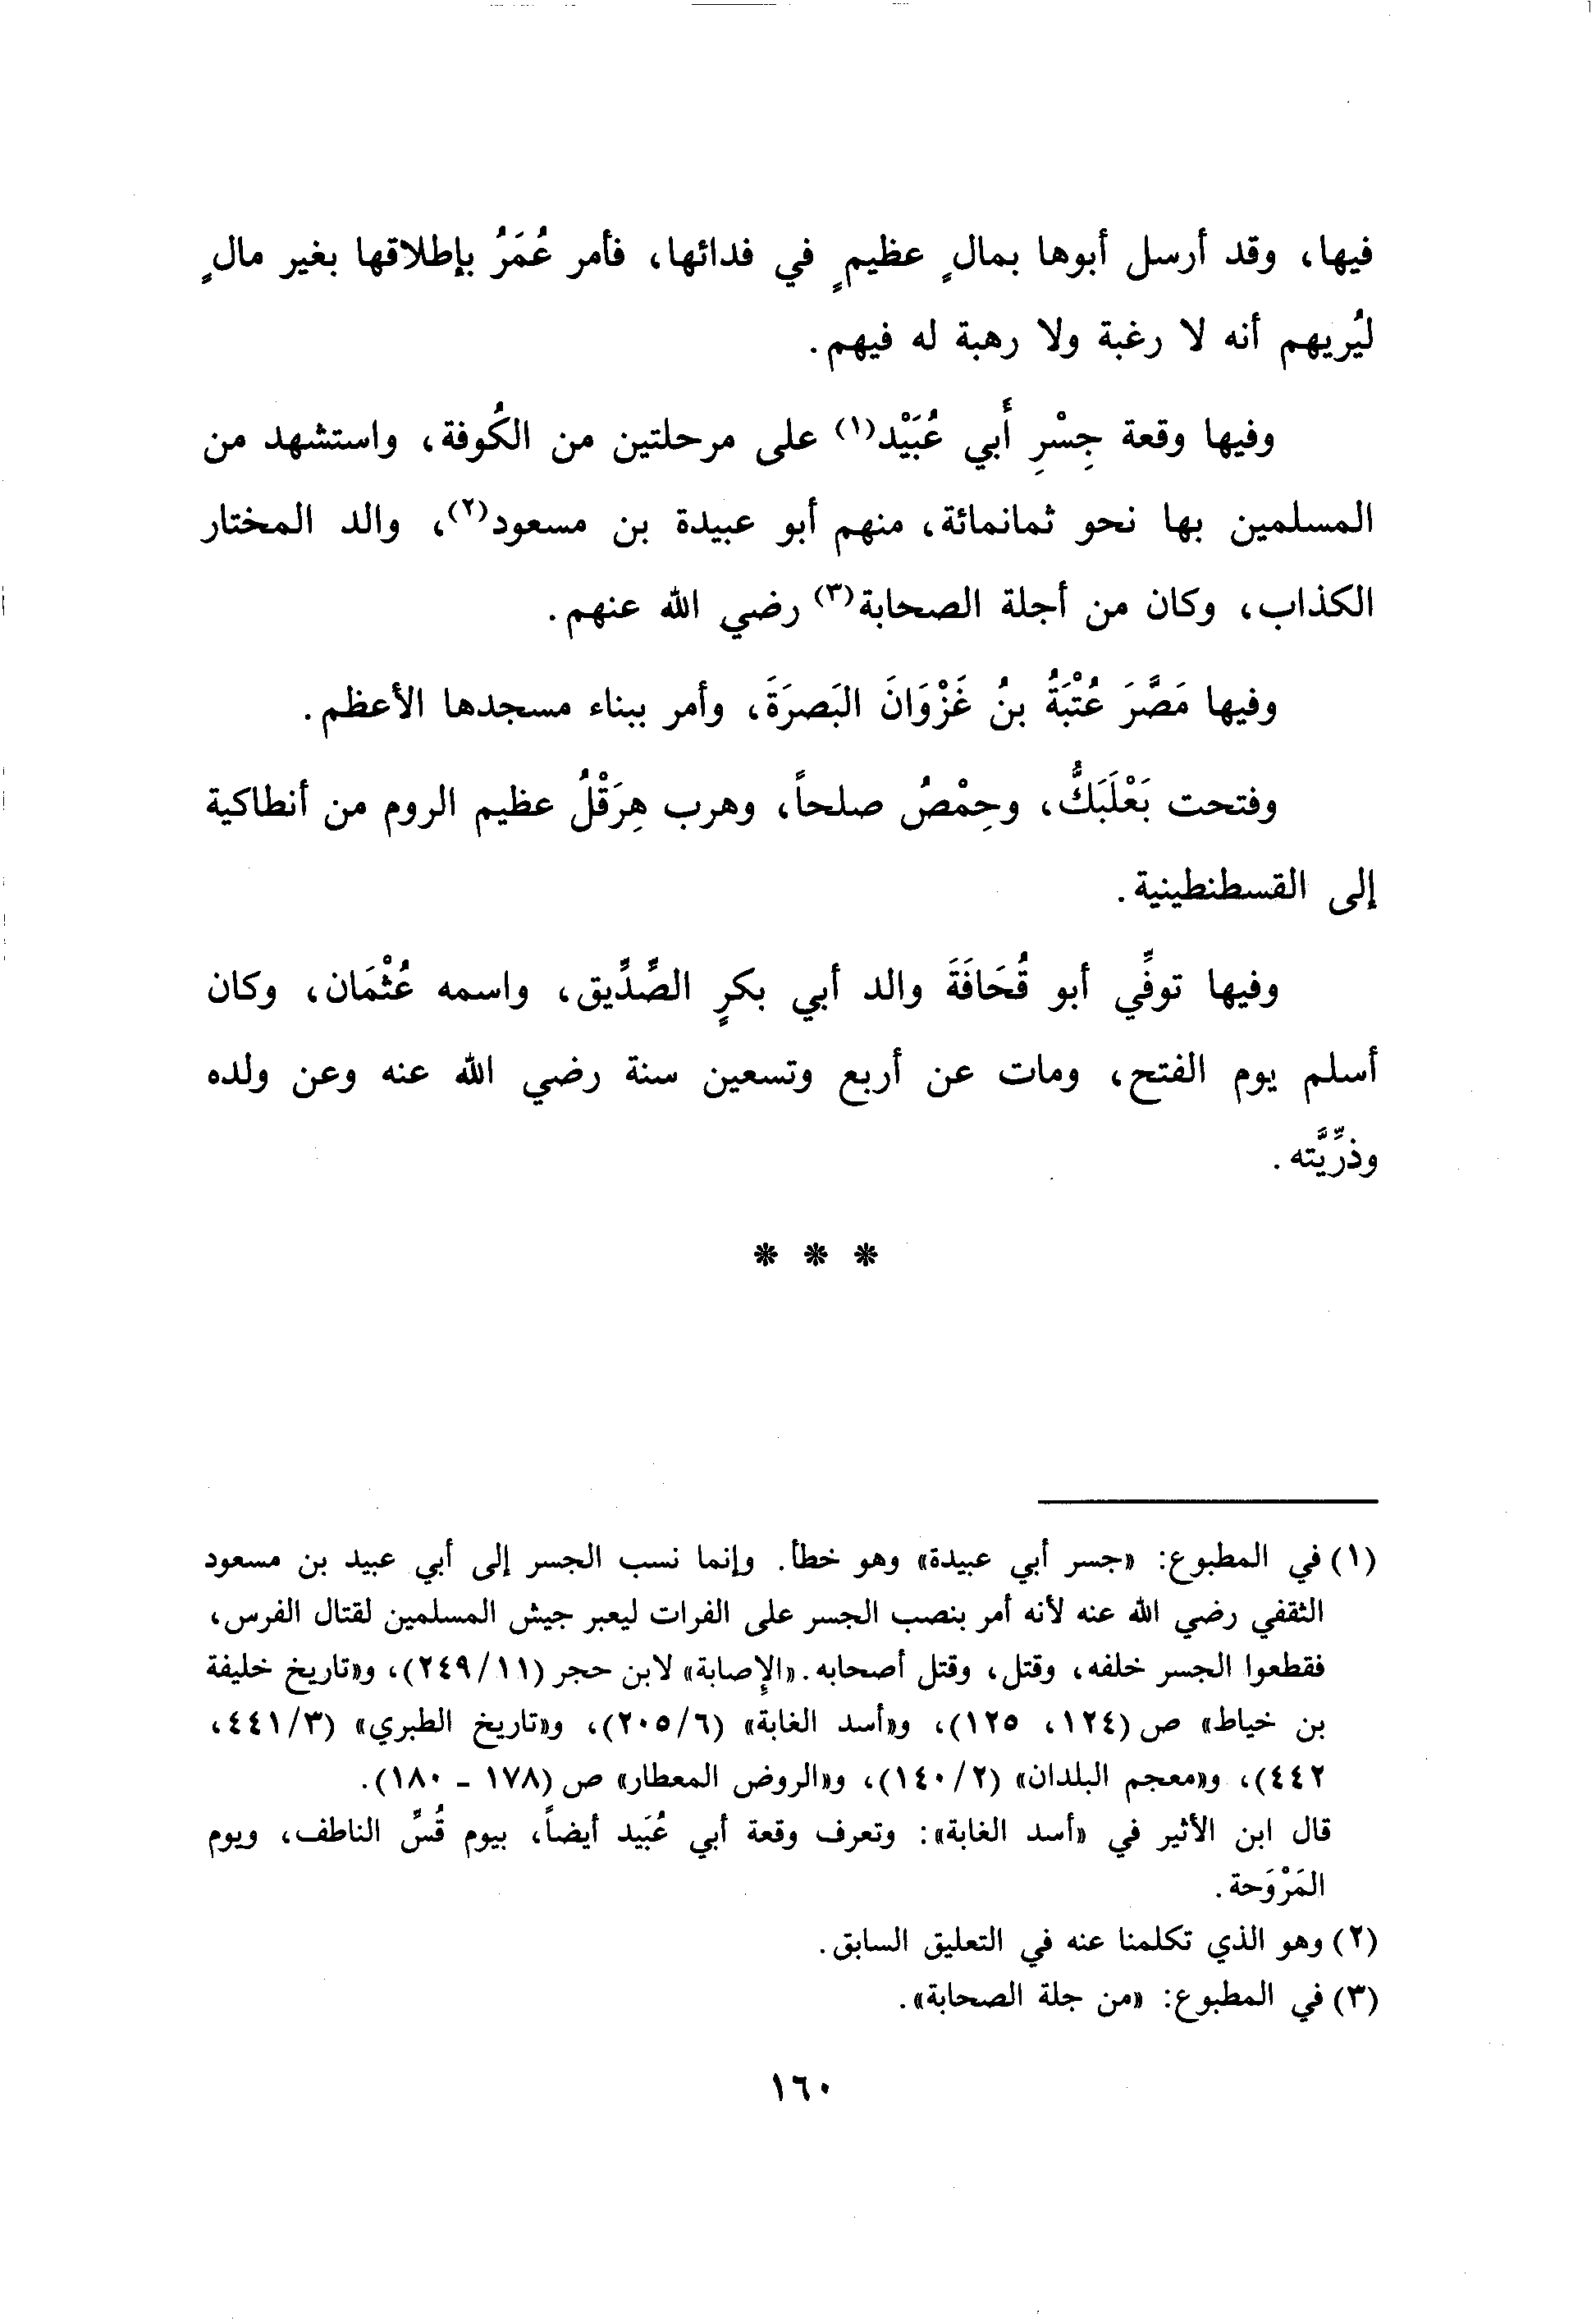 فيها، وقد أرسل أبوها بمالٍ عظيمٍ في فدائها، فأمر عُمَرُ بإطلاقها بغير مالٍ
ليُريهم أنه لا رغبة ولا رهبة له فيهم.
وفيها وقعة جِسْرِ أَبي عُبَيْد(١) على مرحلتين من الكُوفة، واستشهد من
المسلمين بها نحو ثمانمائة، منهم أبو عبيدة بن مسعود(٢)، والد المختار
الكذاب، وكان من أجلة الصحابة(٣) رضي الله عنهم.
وفيها مَصَّرَ عُتْبَةُ بنُ غَزْوَانَ البَصرَةَ، وأمر ببناء مسجدها الأعظم.
وفتحت بَعْلَبَكُّ، وحِمْصُ صلحاً، وهرب هِرَقْلُ عظيم الروم من أنطاكية
إلى القسطنطينية.
وفيها توفِّي أبو قُحَافَةَ والد أبي بكرٍ الصِّدِّيق، واسمه عُثْمَان، وكان
أسلم يوم الفتح، ومات عن أربع وتسعين سنة رضي الله عنه وعن ولده
وذرِّيَّته.
* * *
(١) في المطبوع: «جسر أبي عبيدة» وهو خطأ. وإنما نسب الجسر إلى أبي عبيد بن مسعود
الثقفي رضي الله عنه لأنه أمر بنصب الجسر على الفرات ليعبر جيش المسلمين لقتال الفرس،
فقطعوا الجسر خلفه، وقتل، وقتل أصحابه. «الإصابة» لابن حجر (١١/٢٤٩)، و«تاريخ خليفة
بن خياط» ص (١٢٤، ١٢٥)، و«أسد الغابة» (٦/٢٠٥)، و«تاريخ الطبري» (٣/٤٤١،
٤٤٢)، و«معجم البلدان» (٢/١٤٠)، و«الروض المعطار» ص (١٧٨ - ١٨٠).
قال ابن الأثير في «أسد الغابة»: وتعرف وقعة أبي عُبَيد أيضاً، بيوم قُسِّ الناطف، ويوم
المَرْوَحة.
(٢) وهو الذي تكلمنا عنه في التعليق السابق.
(٣) في المطبوع: «من جلة الصحابة».
١٦٠